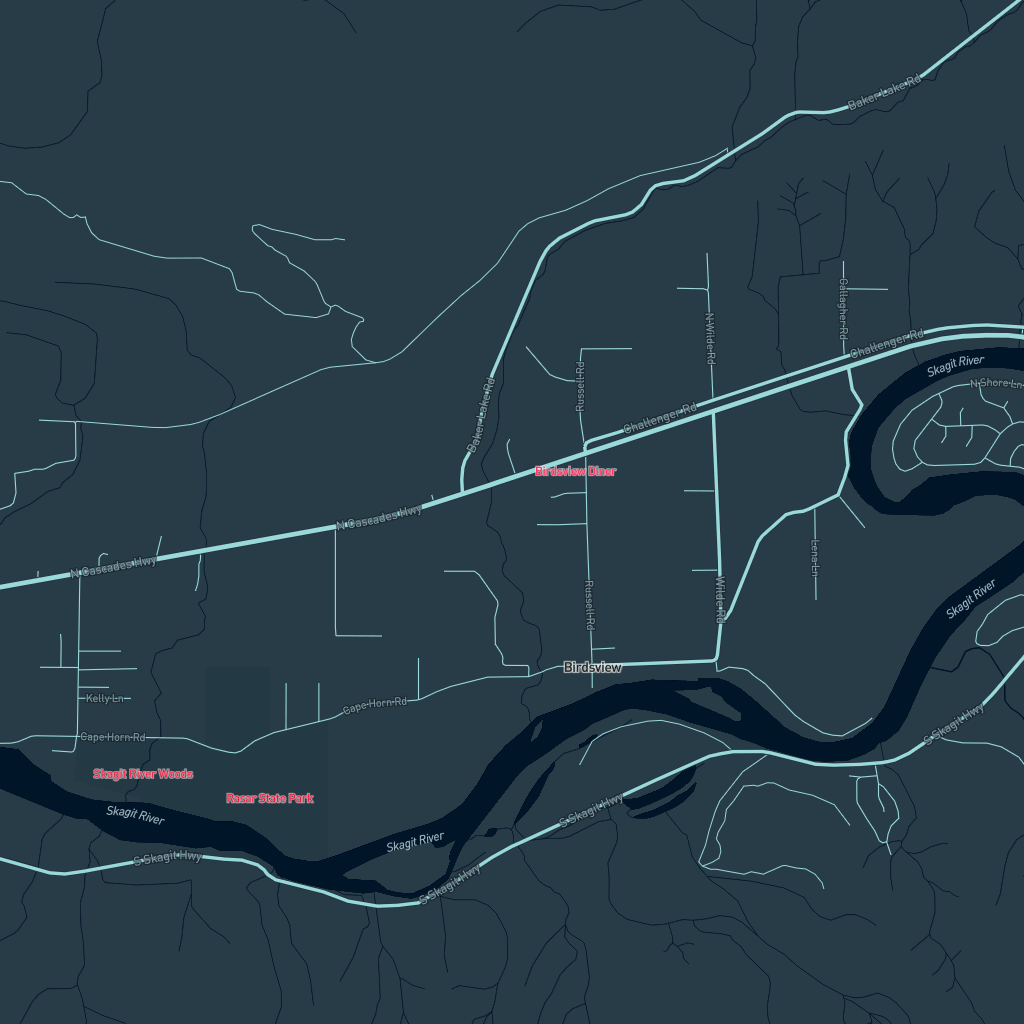 Baker Lake Rd
Gallagher Rd
N Wilde Rd
Challenger Rd
Skagit River
N Shore Ln
Russell Rd
Baker Lake Rd
Challenger Rd
Birdsview Diner
N Cascades Hwy
N Cascades Hwy
Lena Ln
Wilde Rd
Russell Rd
Skagit River
Birdsview
Kelly Ln
Cape Horn Rd
Cape Horn Rd
S Skagit Hwy
Skagit River Woods
Rasar State Park
S Skagit Hwy
Skagit River
Skagit River
S Skagit Hwy
S Skagit Hwy